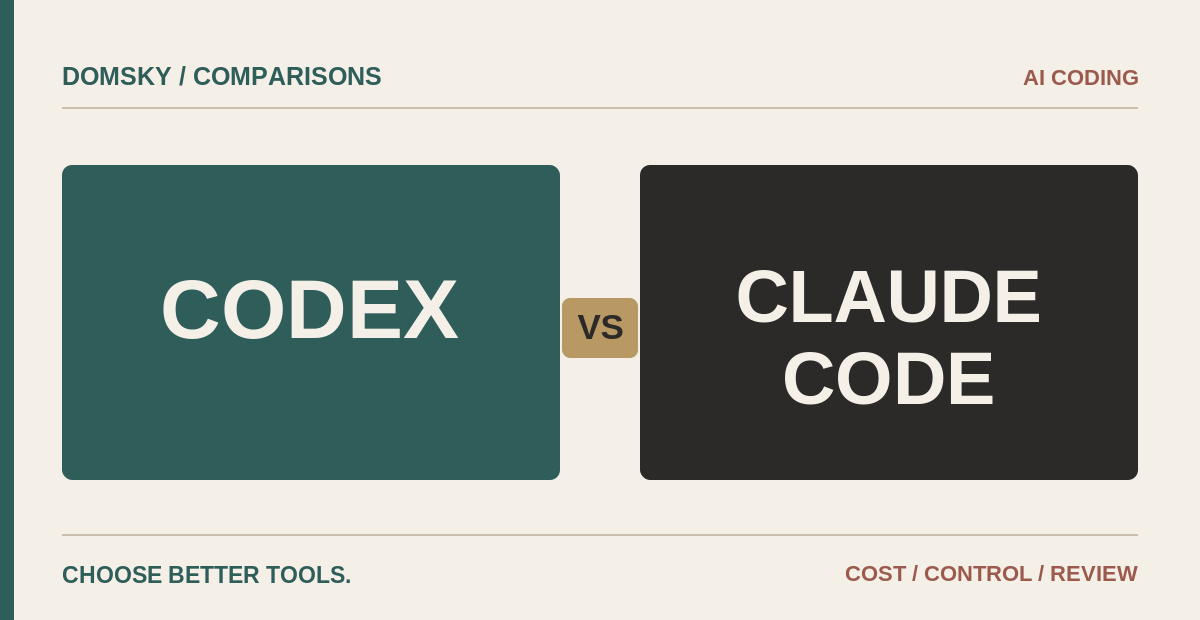 DOMSKY / COMPARISONS
AI CODING
CODEX
VS
CLAUDE
CODE
CHOOSE BETTER TOOLS.
COST / CONTROL / REVIEW